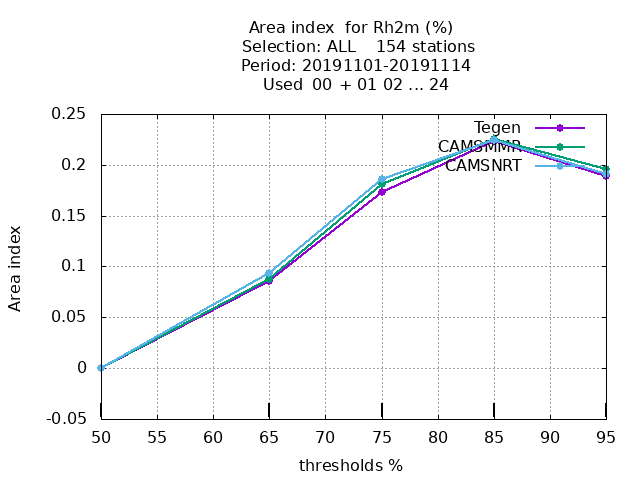 Area index  for Rh2m (%)
Selection: ALL    154 stations
Period: 20191101-20191114
Used  00  + 01 02 ... 24
Tegen
CAMSMMR
CAMSNRT
0.25
0.2
0.15
0.1
0.05
0
-0.05
Area index
50 55 60 65 70 75 80 85 90 95
thresholds %